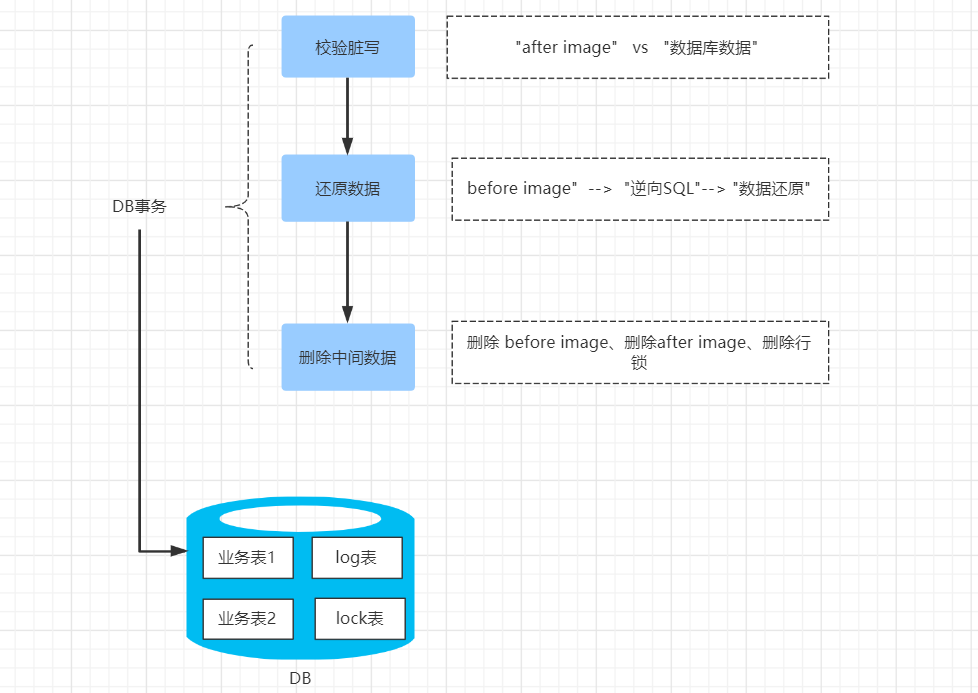 校验脏写
"after image" vs "数据库数据"
还原数据
before image" --> "逆向SQL"--> "数据还原"
DB事务
删除中间数据
删除 before image、删除after image、删除行
锁
业务表1
log表
业务表2
lock表
DB